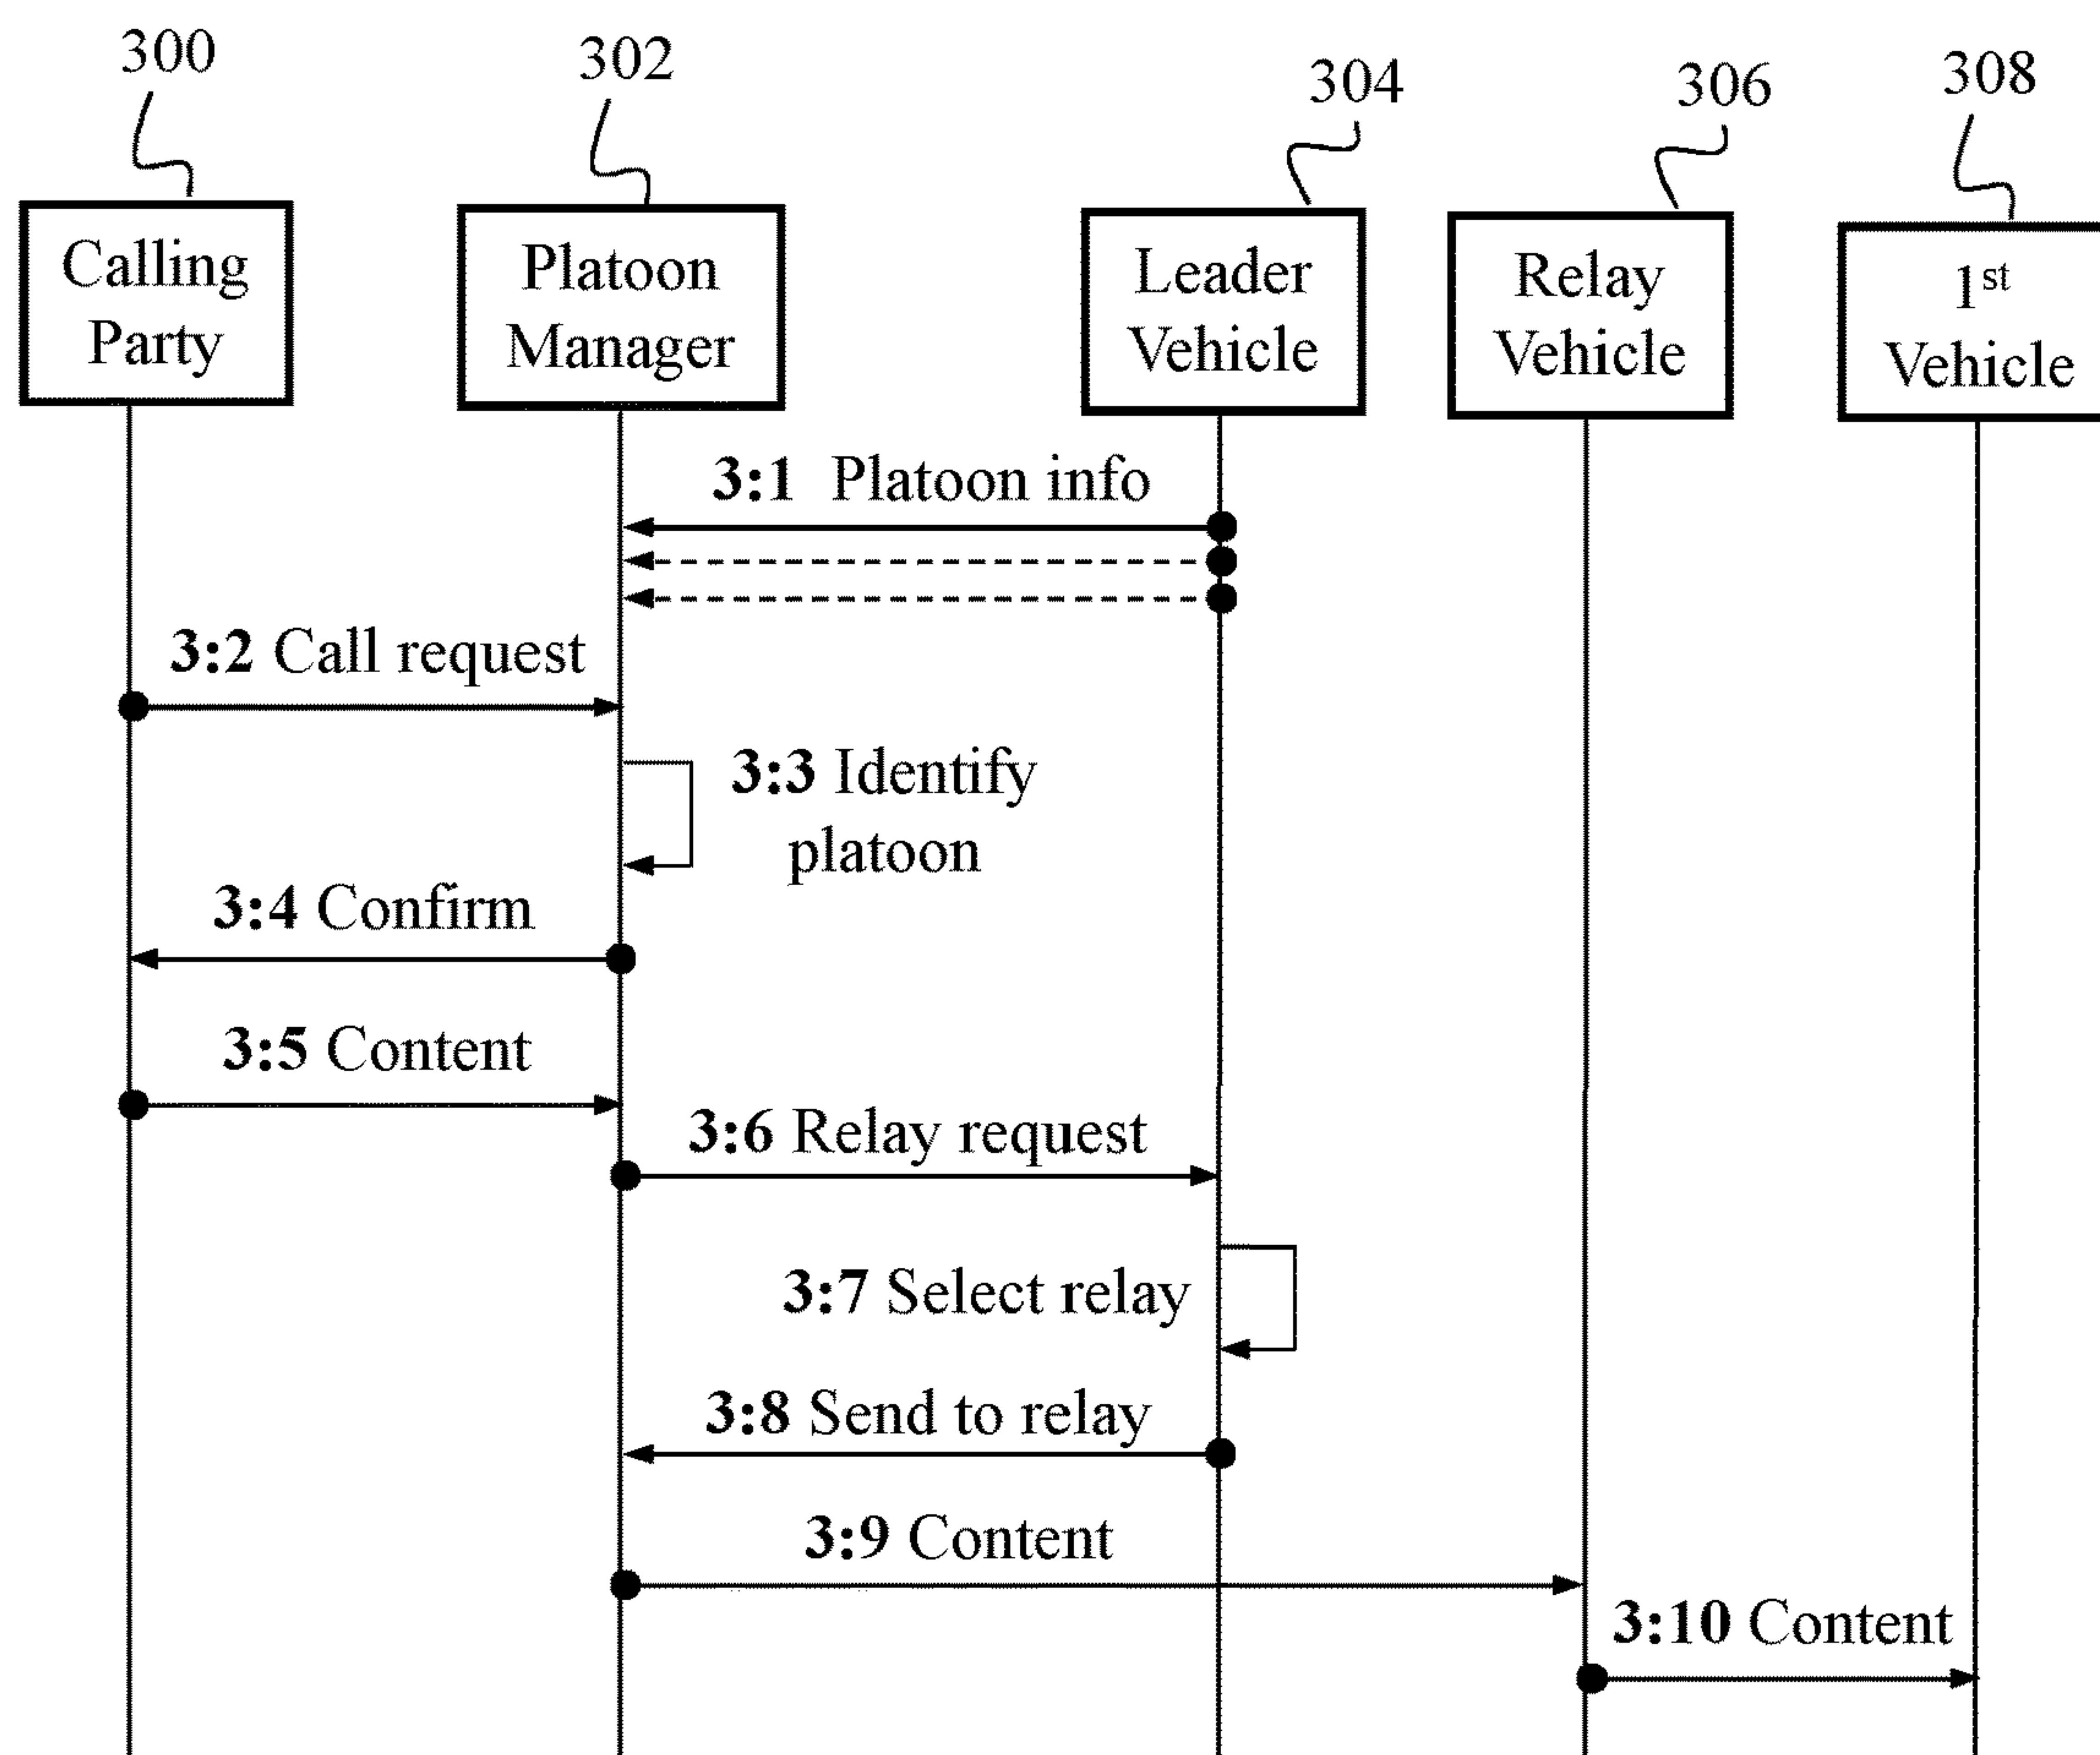 300
302
304
306
308
Calling
Party
Platoon
Manager
Leader
Vehicle
Relay
Vehicle
1st
Vehicle
3:1 Platoon info
3:2 Call request
3:3 Identify
platoon
3:4 Confirm
3:5 Content
3:6 Relay request
3:7 Select relay
3:8 Send to relay
3:9 Content
3:10 Content